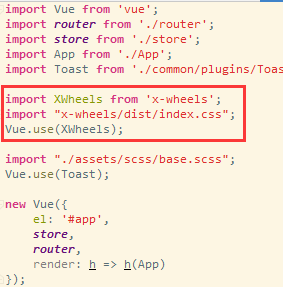 import Vue from 'vue';
import router from './router';
import store from './store';
import App from './App';
import Toast from './common/plugins/Toas
import XWheels from 'x-wheels';
import "x-wheels/dist/index.css";
Vue.use(XWheels);
import "./assets/scss/base.scss";
Vue.use(Toast);
new Vue({
el: '#app',
store,
router,
render: h => h(App)
});